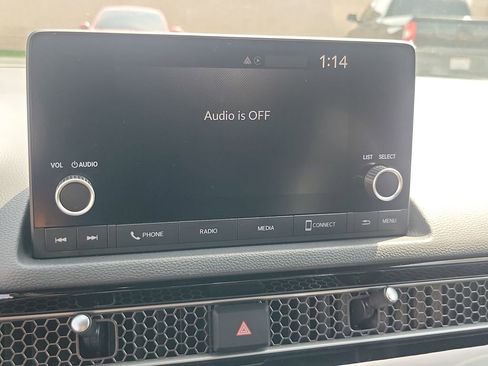 1:14
Audio is OFF
VOL AUDIO
LIST SELECT
PHONE RADIO MEDIA CONNECT MENU